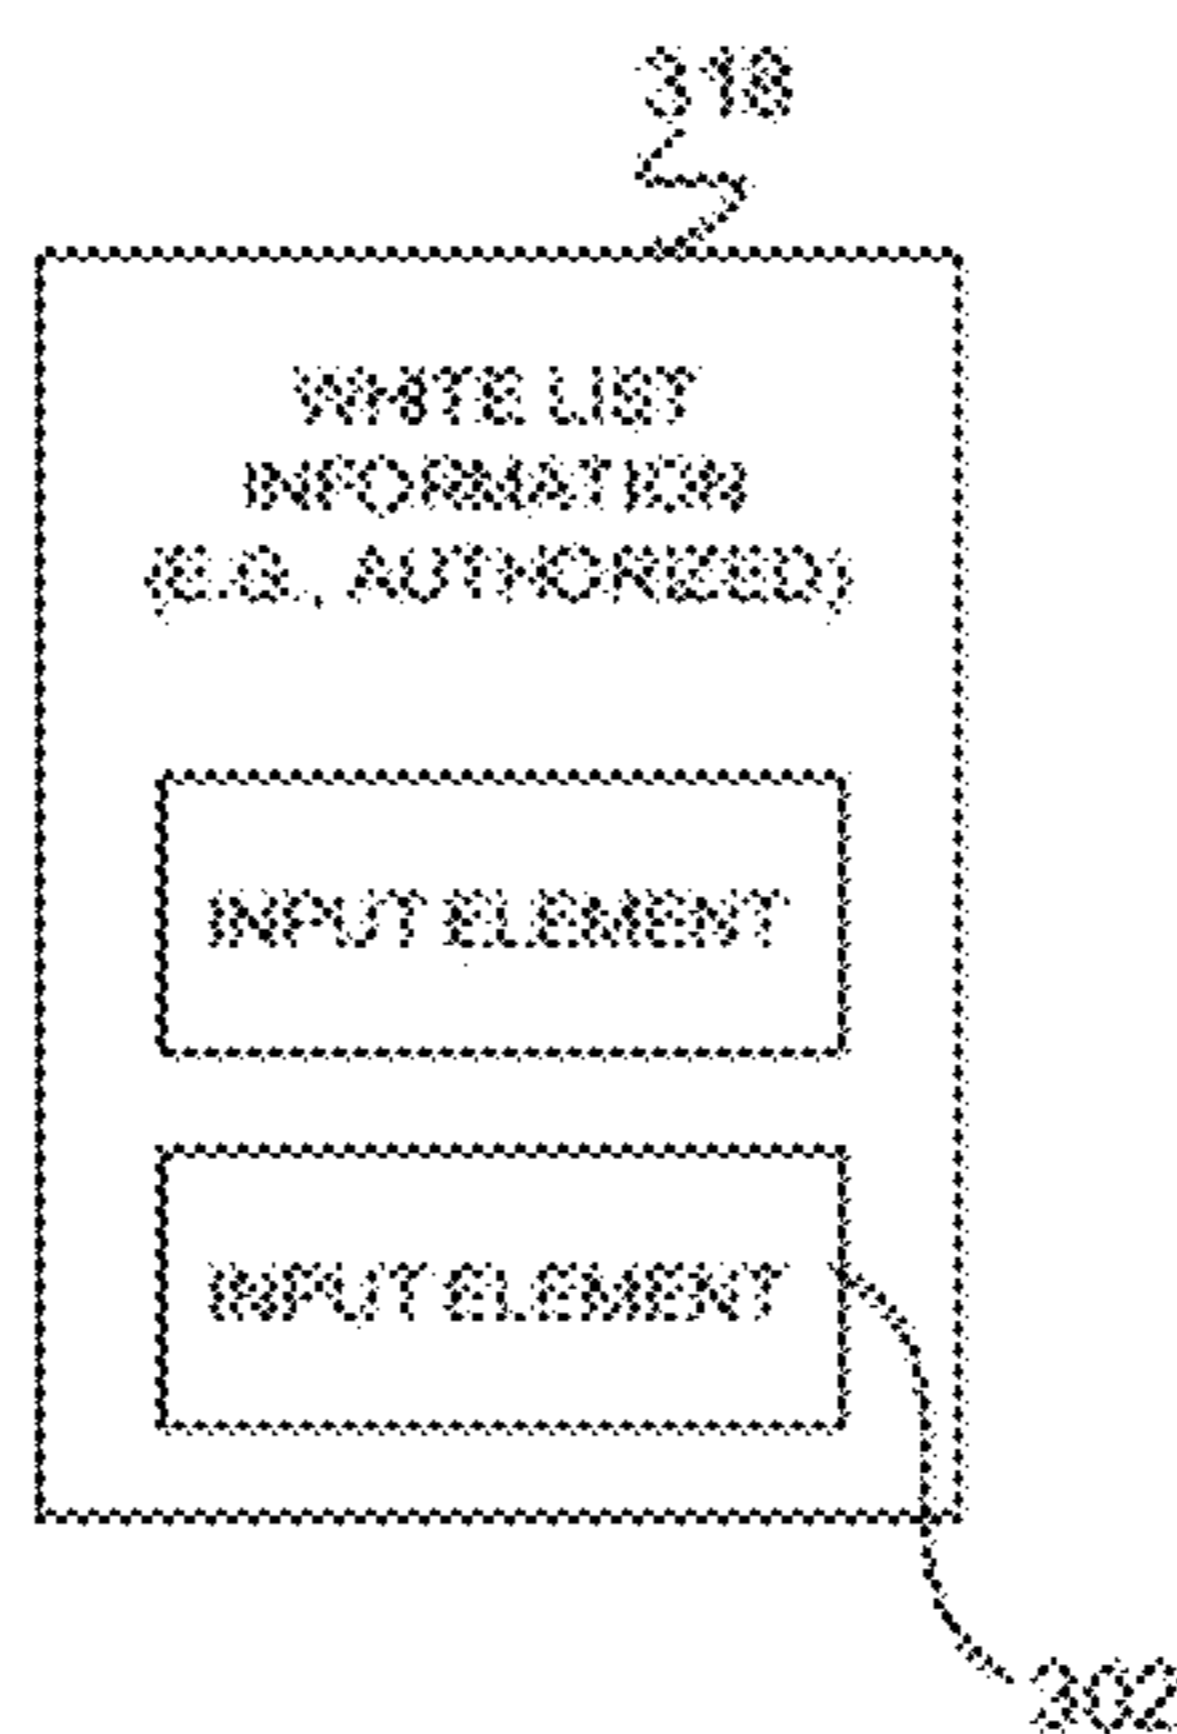 318
WHITE LIST
INFORMATION
(E.G., AUTHORIZED)
INPUT ELEMENT
INPUT ELEMENT
302